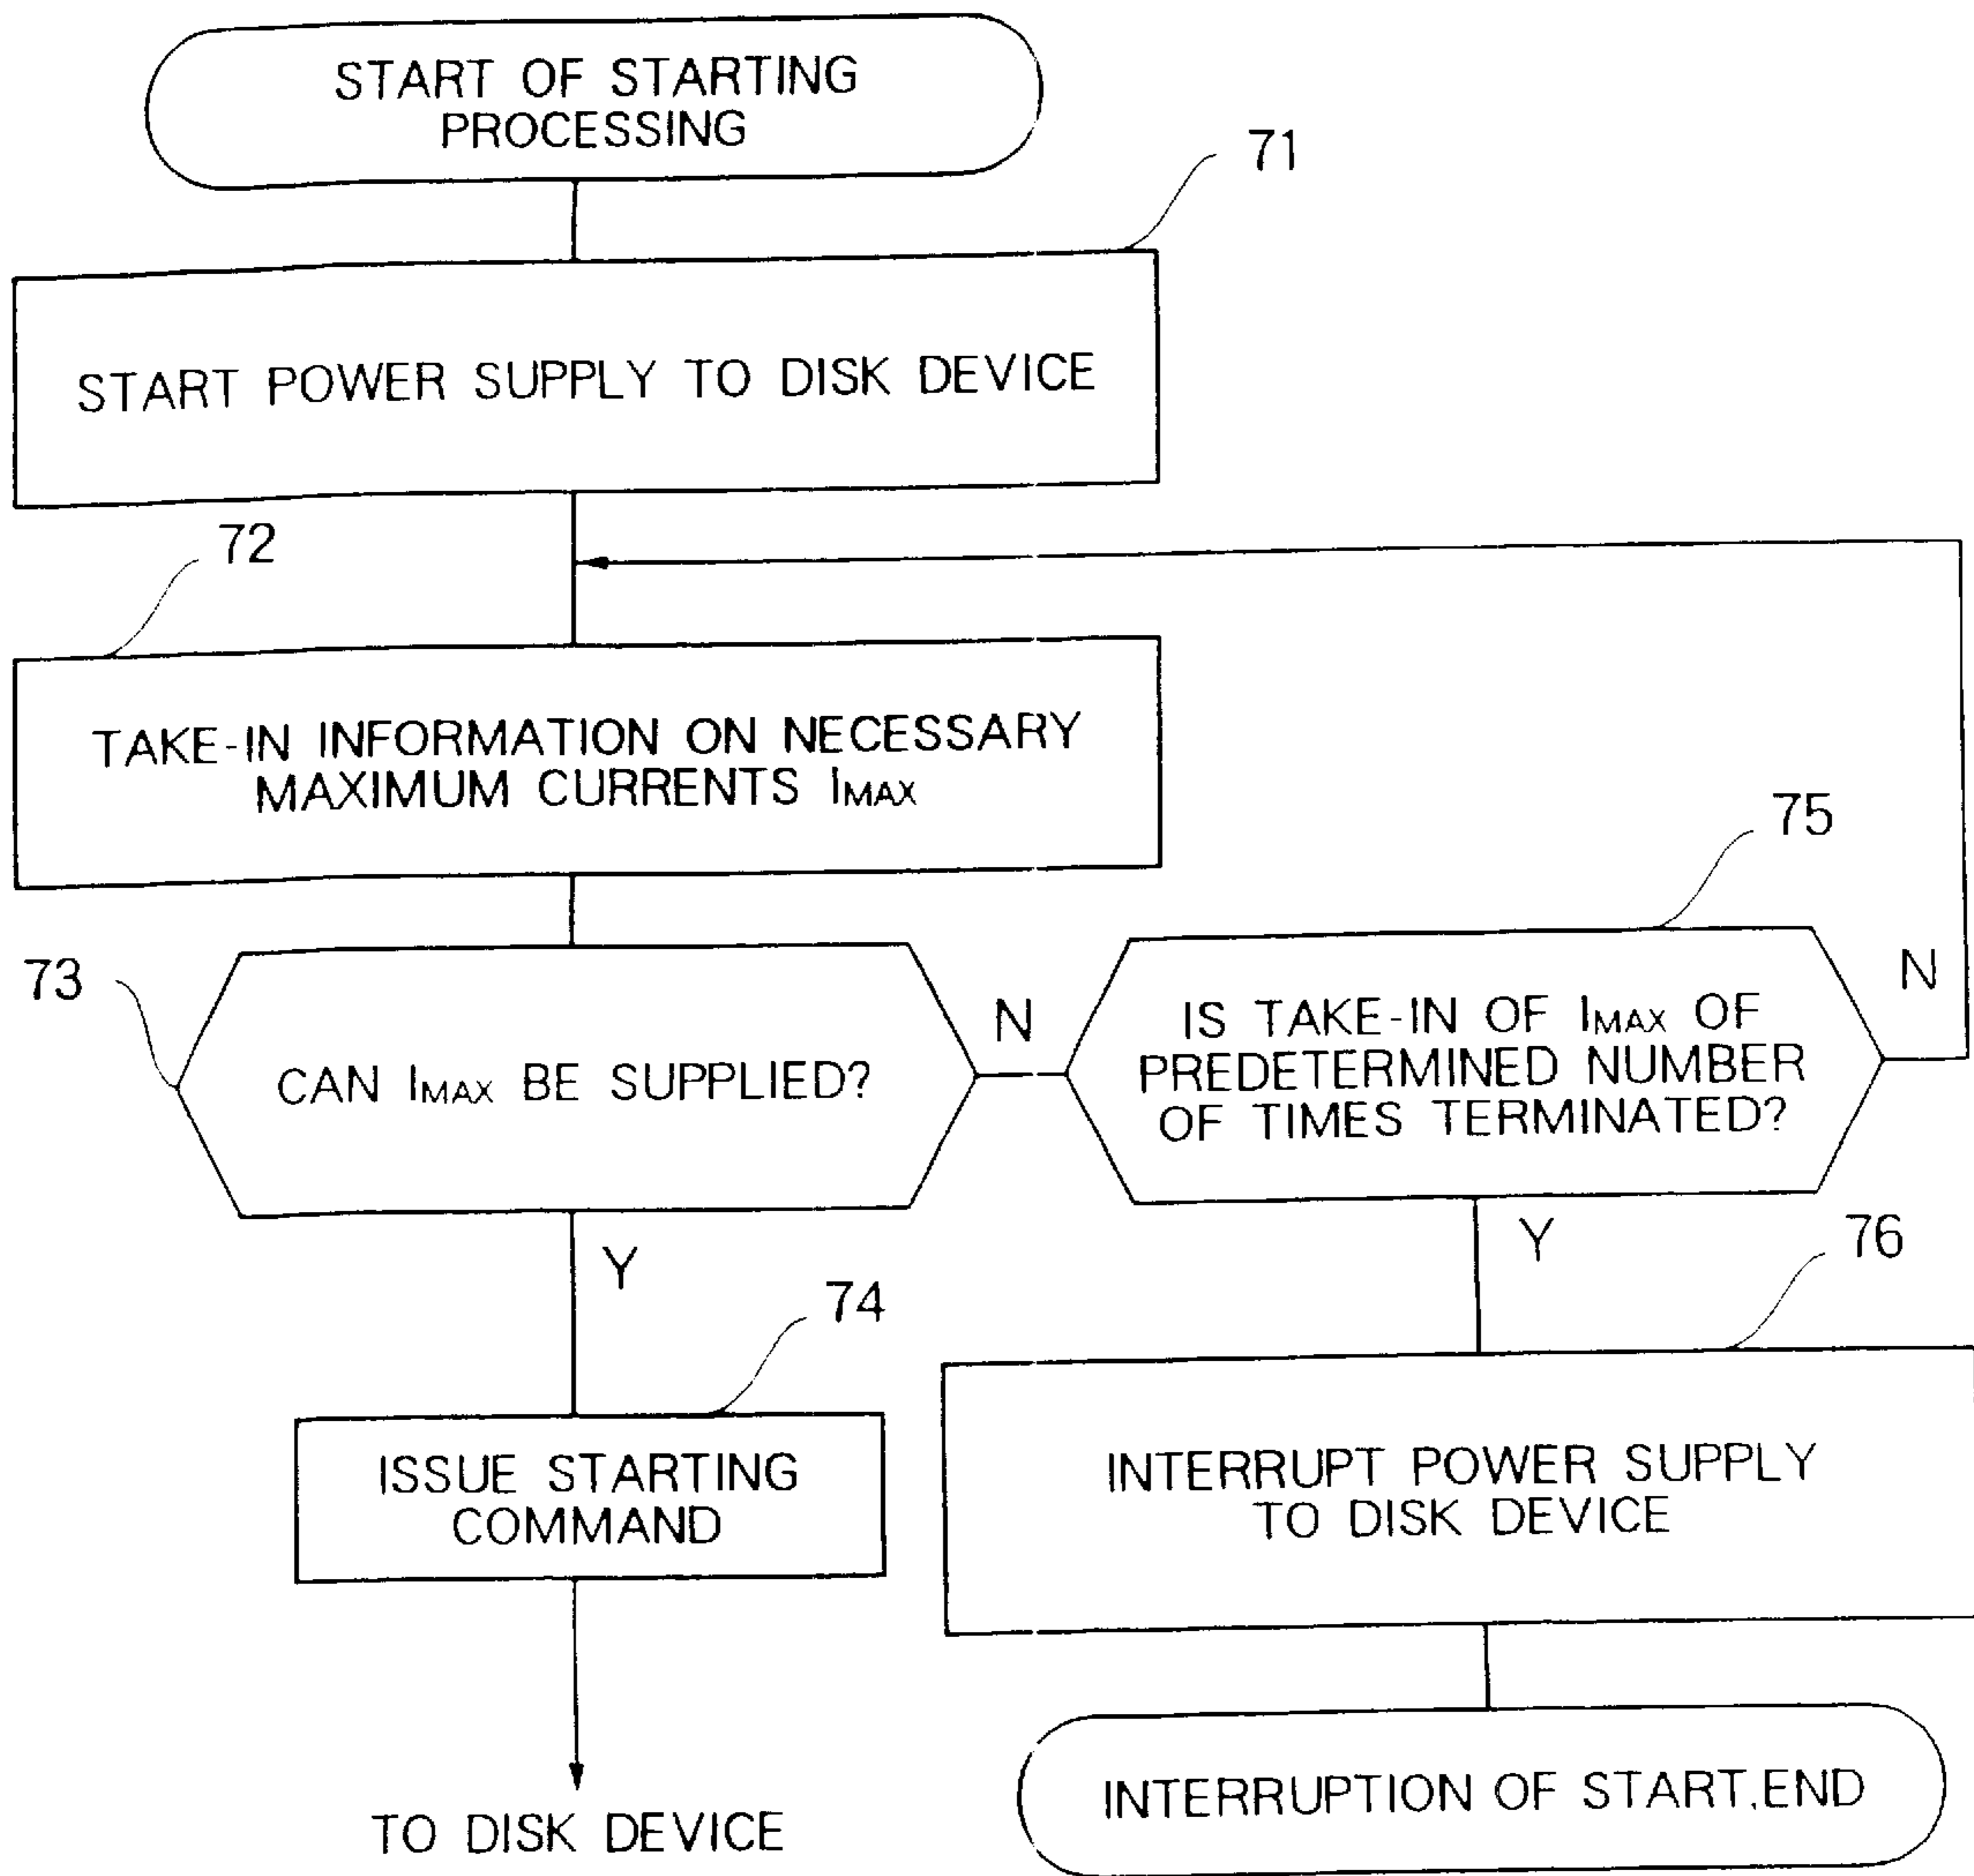 START OF STARTING
PROCESSING
71
START POWER SUPPLY TO DISK DEVICE
72
TAKE-IN INFORMATION ON NECESSARY
MAXIMUM CURRENTS IMAX
73
CAN IMAX BE SUPPLIED?
N
75
IS TAKE-IN OF IMAX OF
PREDETERMINED NUMBER
OF TIMES TERMINATED?
N
Y
74
ISSUE STARTING
COMMAND
TO DISK DEVICE
Y
76
INTERRUPT POWER SUPPLY
TO DISK DEVICE
INTERRUPTION OF START.END